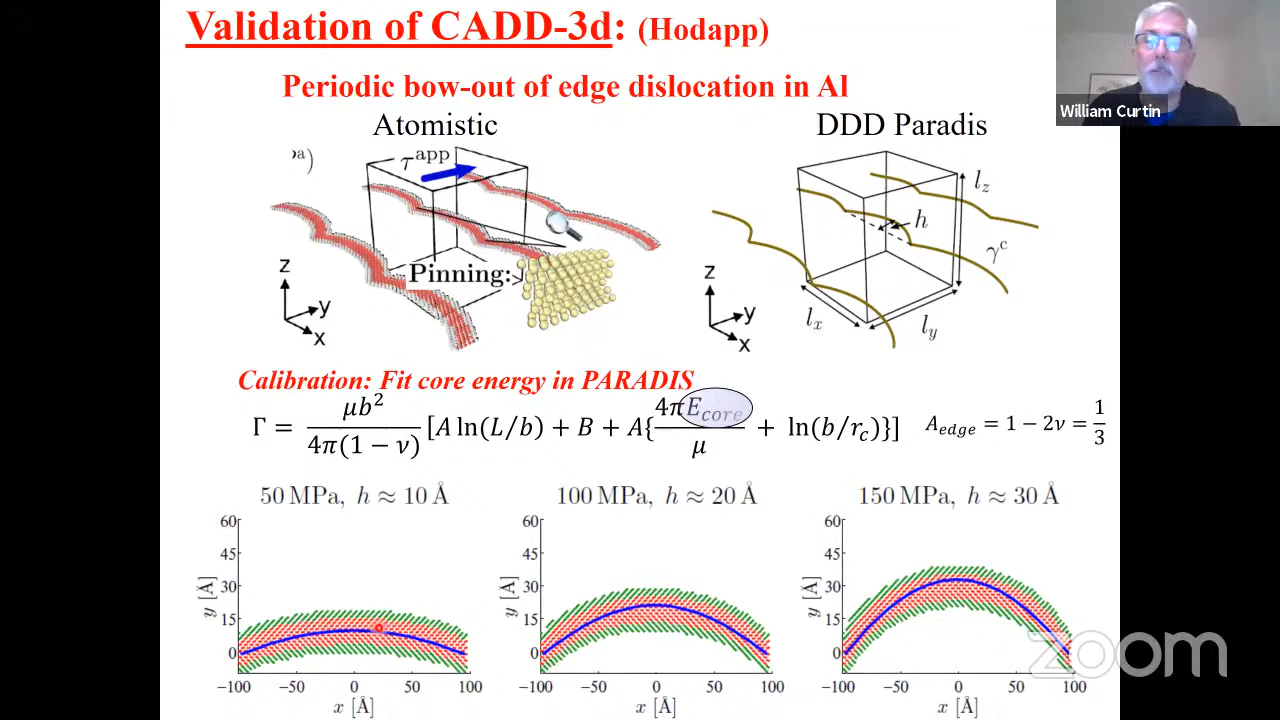 Validation of CADD-3d: (Hodapp)
Periodic bow-out of edge dislocation in Al
William Curtin
Atomistic
DDD Paradis
a)
τ^app
l_z
h
γ^c
Pinning:
z
y
x
z
y
x
l_x
l_y
Calibration: Fit core energy in PARADIS
Γ = μb²/4π(1 − ν) [A ln(L/b) + B + A{4πE_core/μ + ln(b/r_c)}]
A_edge = 1 − 2ν = 1/3
50 MPa, h ≈ 10 Å
100 MPa, h ≈ 20 Å
150 MPa, h ≈ 30 Å
60
45
30
15
0
y [Å]
−100 −50 0 50 100
x [Å]
60
45
30
15
0
y [Å]
−100 −50 0 50 100
x [Å]
60
45
30
15
0
y [Å]
−100 −50 0 50 100
x [Å]
zoom